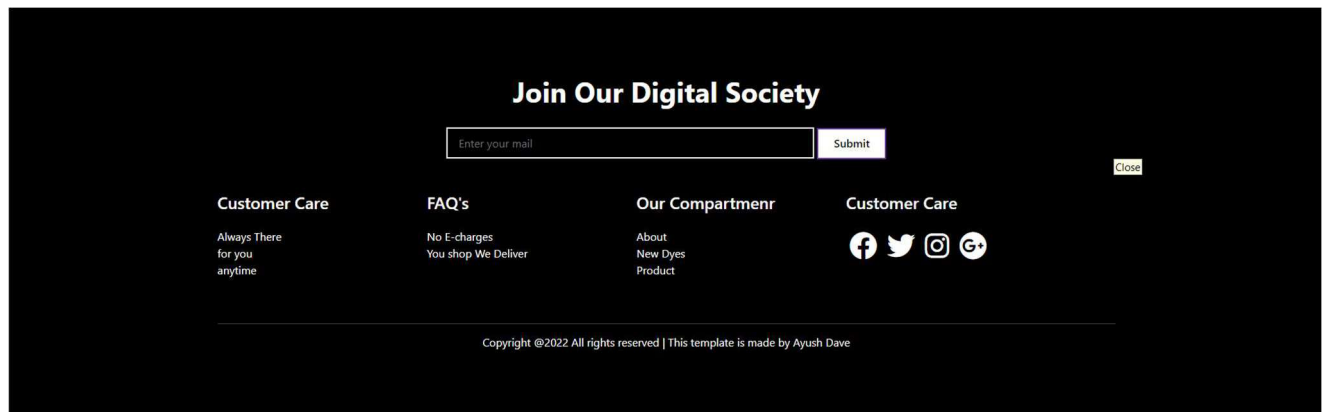 Join Our Digital Society
Enter your mail
Submit
Close
Customer Care
Always There
for you
anytime
FAQ's
No E-charges
You shop We Deliver
Our Compartmenr
About
New Dyes
Product
Customer Care
G+
Copyright @2022 All rights reserved | This template is made by Ayush Dave